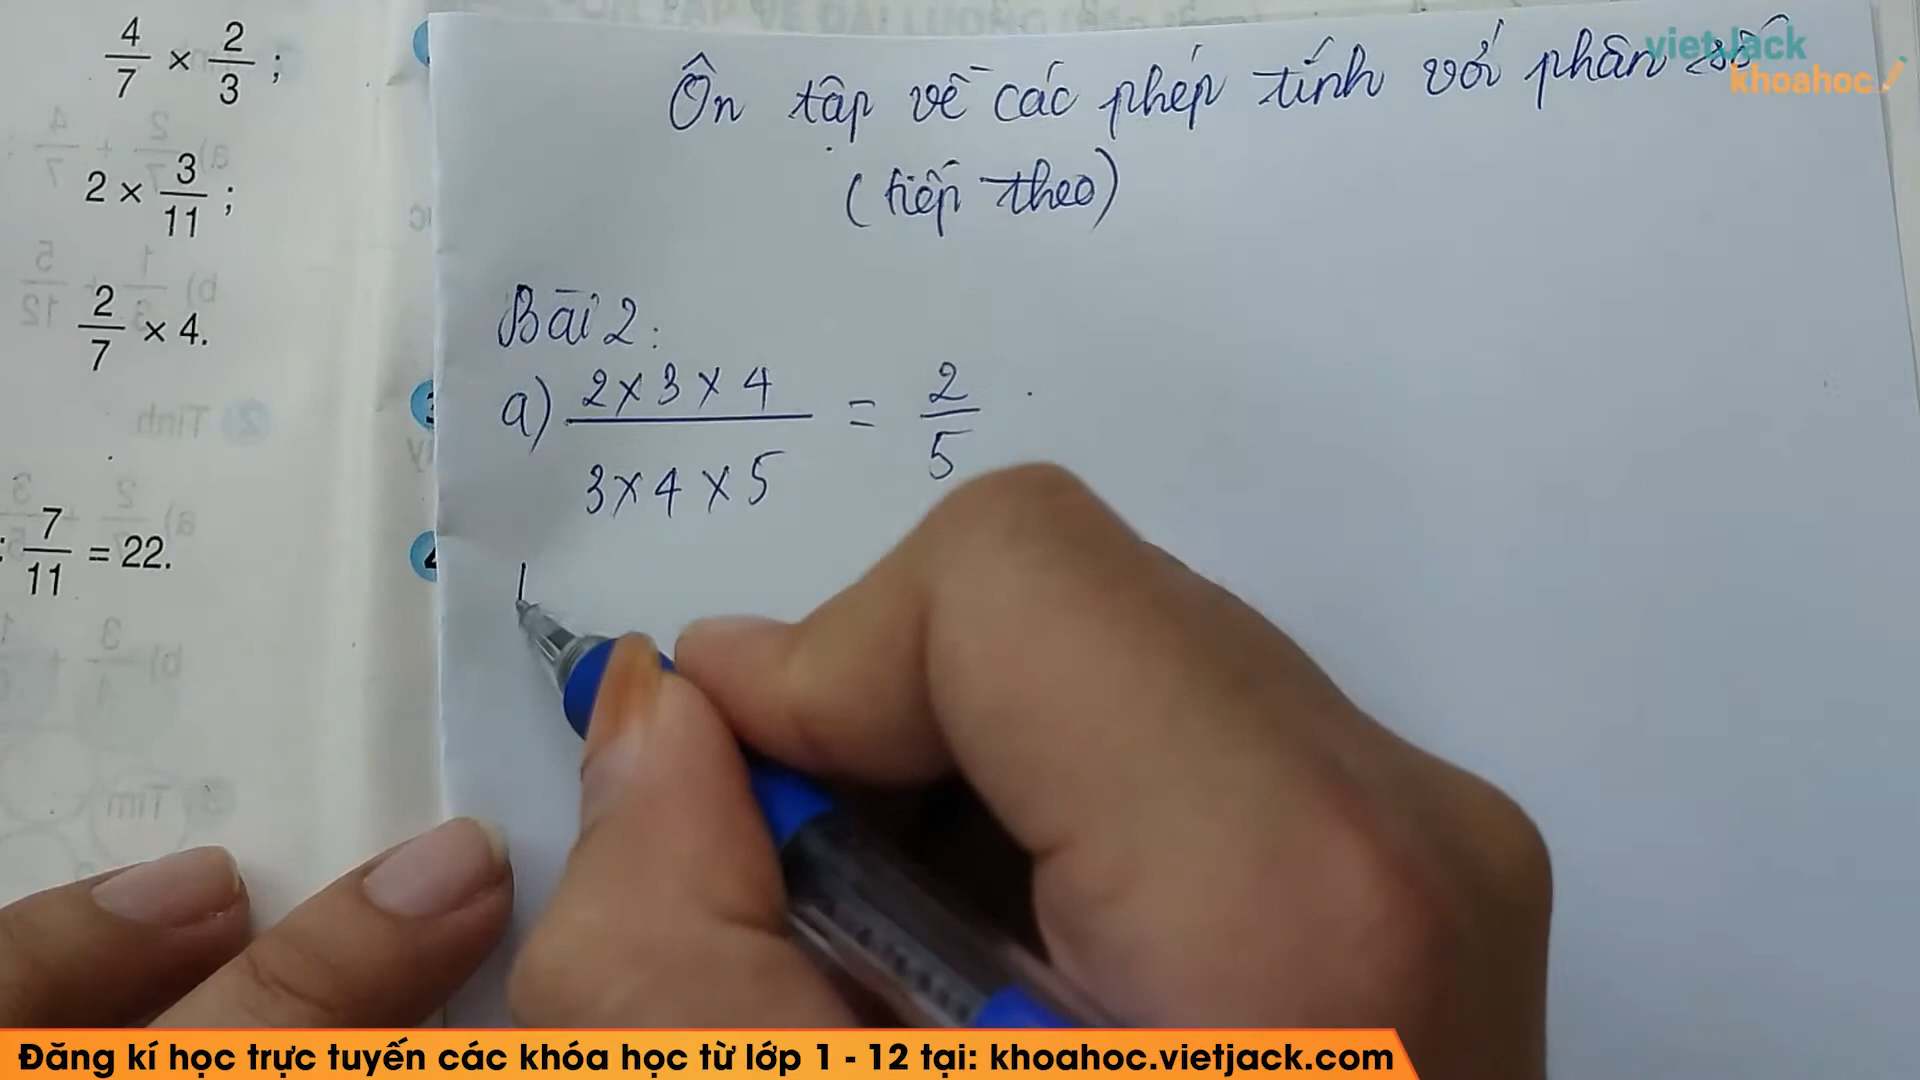 4/7 × 2/3 ;
2 × 3/11 ;
2/7 × 4.
: 7/11 = 22.
Ôn tập về các phép tính với phân số
(tiếp theo)
Bài 2:
a) 2 x 3 x 4 / 3 x 4 x 5 = 2/5
vietJack
khoahoc
Đăng kí học trực tuyến các khóa học từ lớp 1 - 12 tại: khoahoc.vietjack.com